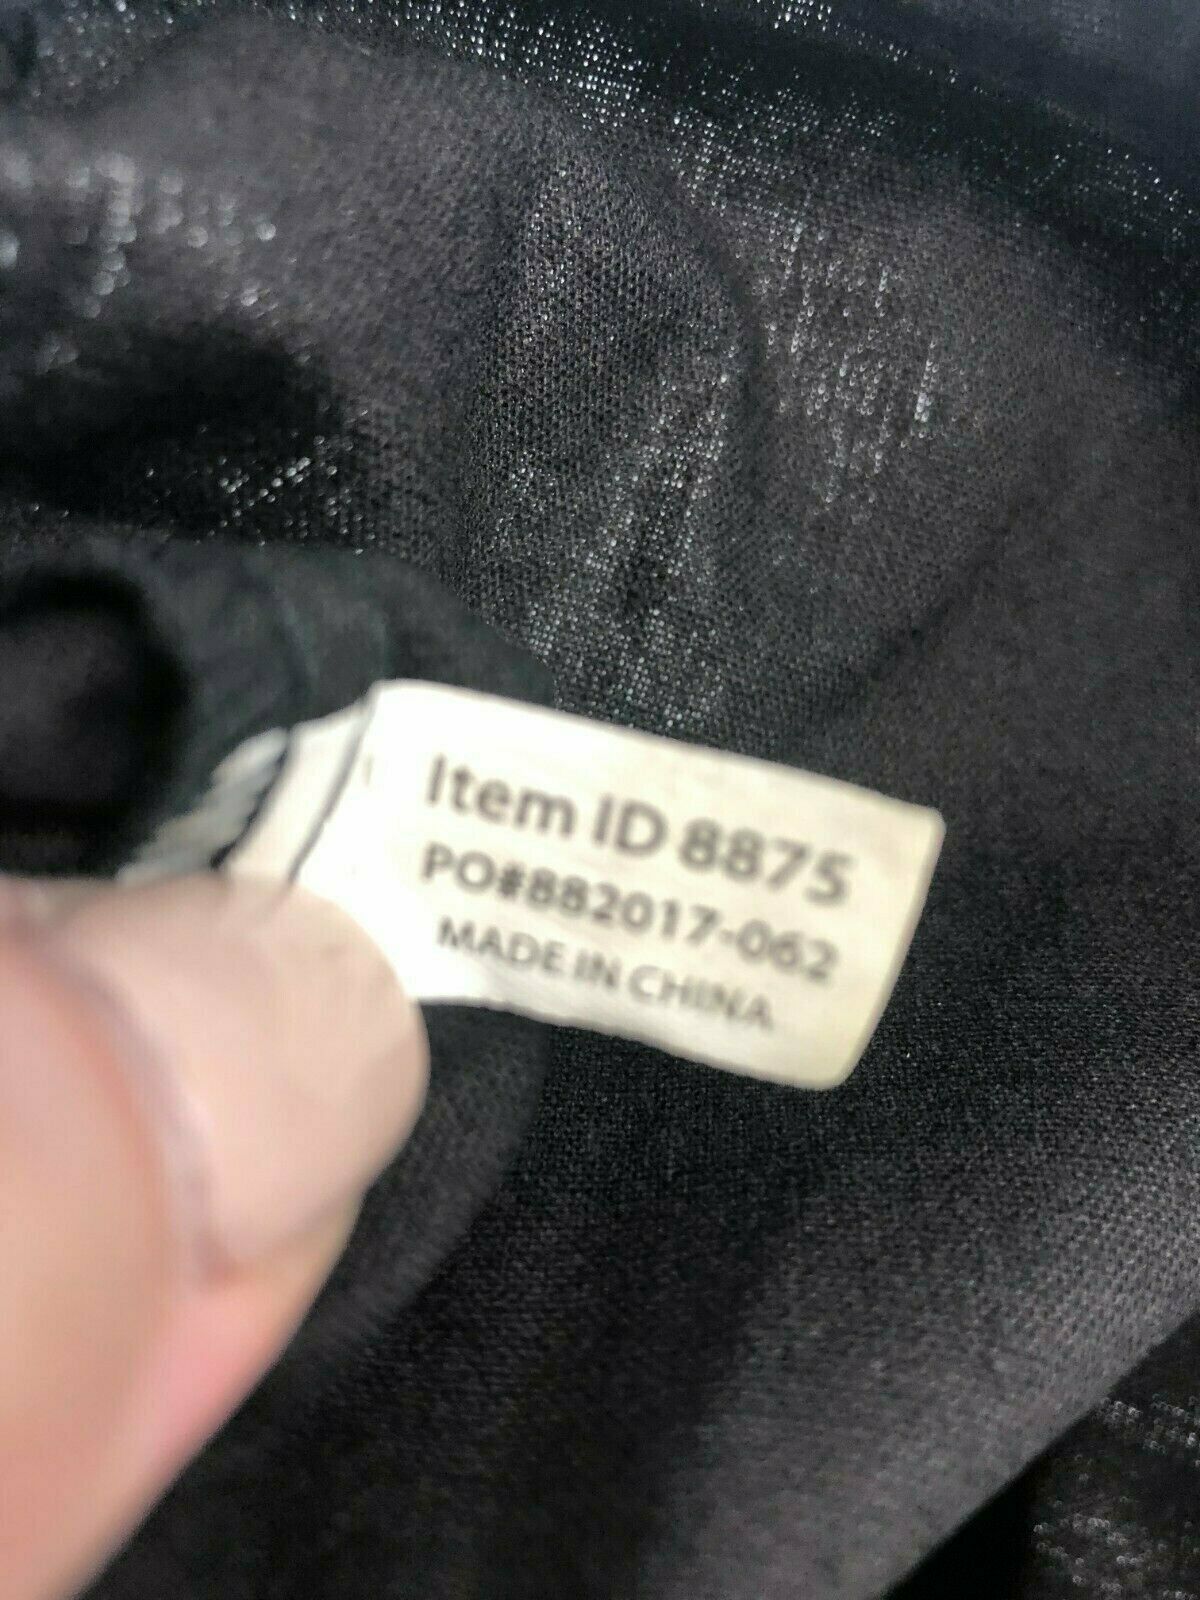 Item ID 8875
PO#882017-062
MADE IN CHINA